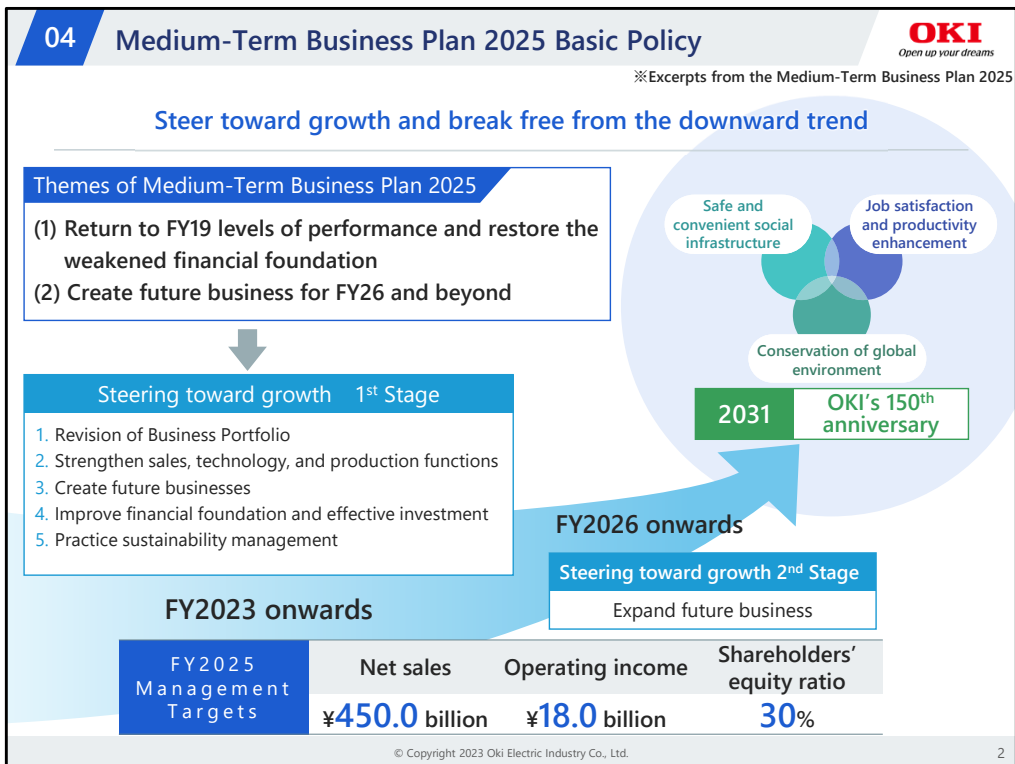 04
Medium-Term Business Plan 2025 Basic Policy
OKI
Open up your dreams
※Excerpts from the Medium-Term Business Plan 2025
Steer toward growth and break free from the downward trend
Themes of Medium-Term Business Plan 2025
(1) Return to FY19 levels of performance and restore the
weakened financial foundation
(2) Create future business for FY26 and beyond
Safe and
convenient social
infrastructure
Job satisfaction
and productivity
enhancement
Conservation of global
environment
2031
OKI's 150th
anniversary
Steering toward growth 1st Stage
1. Revision of Business Portfolio
2. Strengthen sales, technology, and production functions
3. Create future businesses
4. Improve financial foundation and effective investment
5. Practice sustainability management
FY2023 onwards
FY2026 onwards
Steering toward growth 2nd Stage
Expand future business
FY2025
Management
Targets
Net sales
Operating income
Shareholders'
equity ratio
¥450.0 billion
¥18.0 billion
30%
© Copyright 2023 Oki Electric Industry Co., Ltd.
2